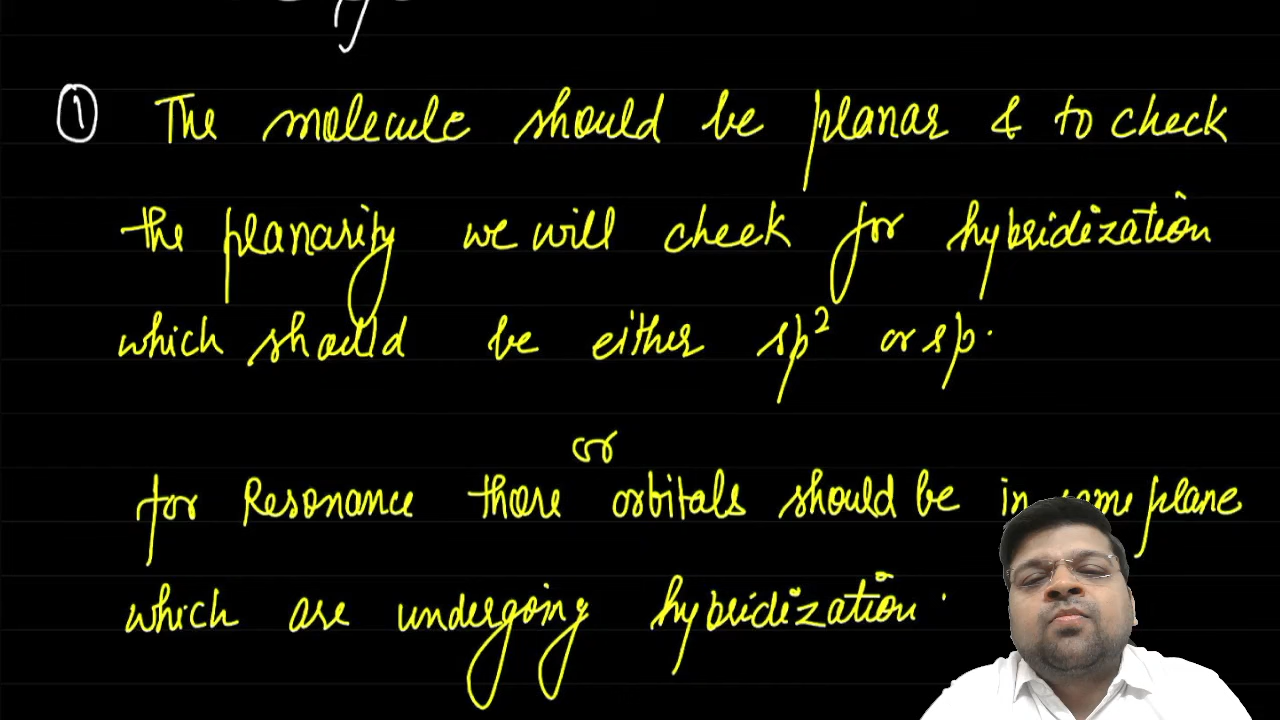 ① The molecule should be planar & to check
the planarity we will check for hybridization
which should be either sp² or sp.
or
for Resonance those orbitals should be in same plane
which are undergoing hybridization.